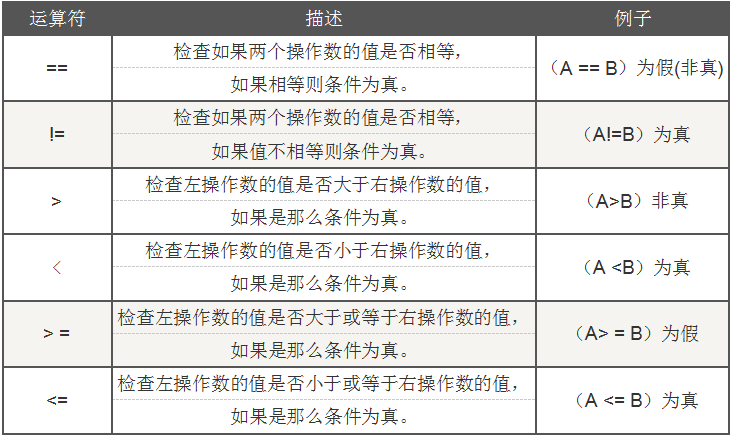 运算符 描述 例子
检查如果两个操作数的值是否相等，
== （A == B）为假(非真)
如果相等则条件为真。
检查如果两个操作数的值是否相等，
!= （A!=B）为真
如果值不相等则条件为真。
检查左操作数的值是否大于右操作数的值，
> （A>B）非真
如果是那么条件为真。
检查左操作数的值是否小于右操作数的值，
< （A <B）为真
如果是那么条件为真。
检查左操作数的值是否大于或等于右操作数的值，
> = （A> = B）为假
如果是那么条件为真。
检查左操作数的值是否小于或等于右操作数的值，
<= （A <= B）为真
如果是那么条件为真。